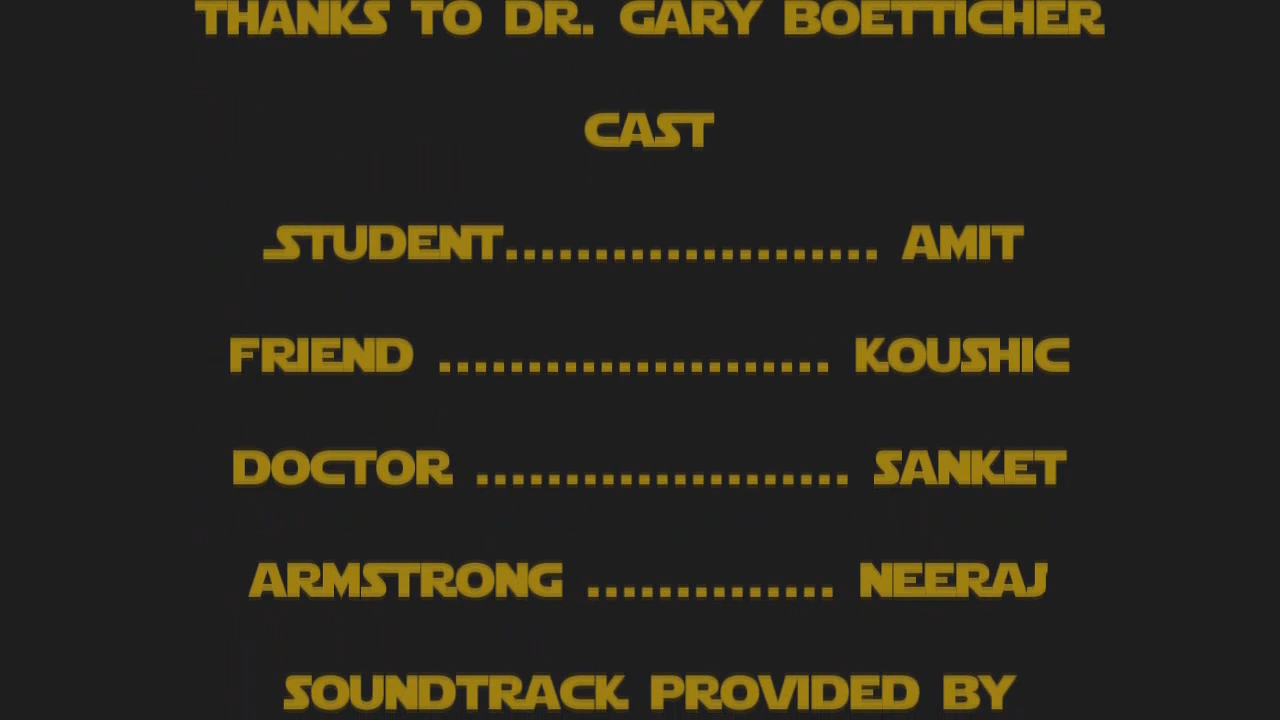 THANKS TO DR. GARY BOETTICHER
CAST
STUDENT..................... AMIT
FRIEND ...................... KOUSHIC
DOCTOR ..................... SANKET
ARMSTRONG .............. NEERAJ
SOUNDTRACK PROVIDED BY